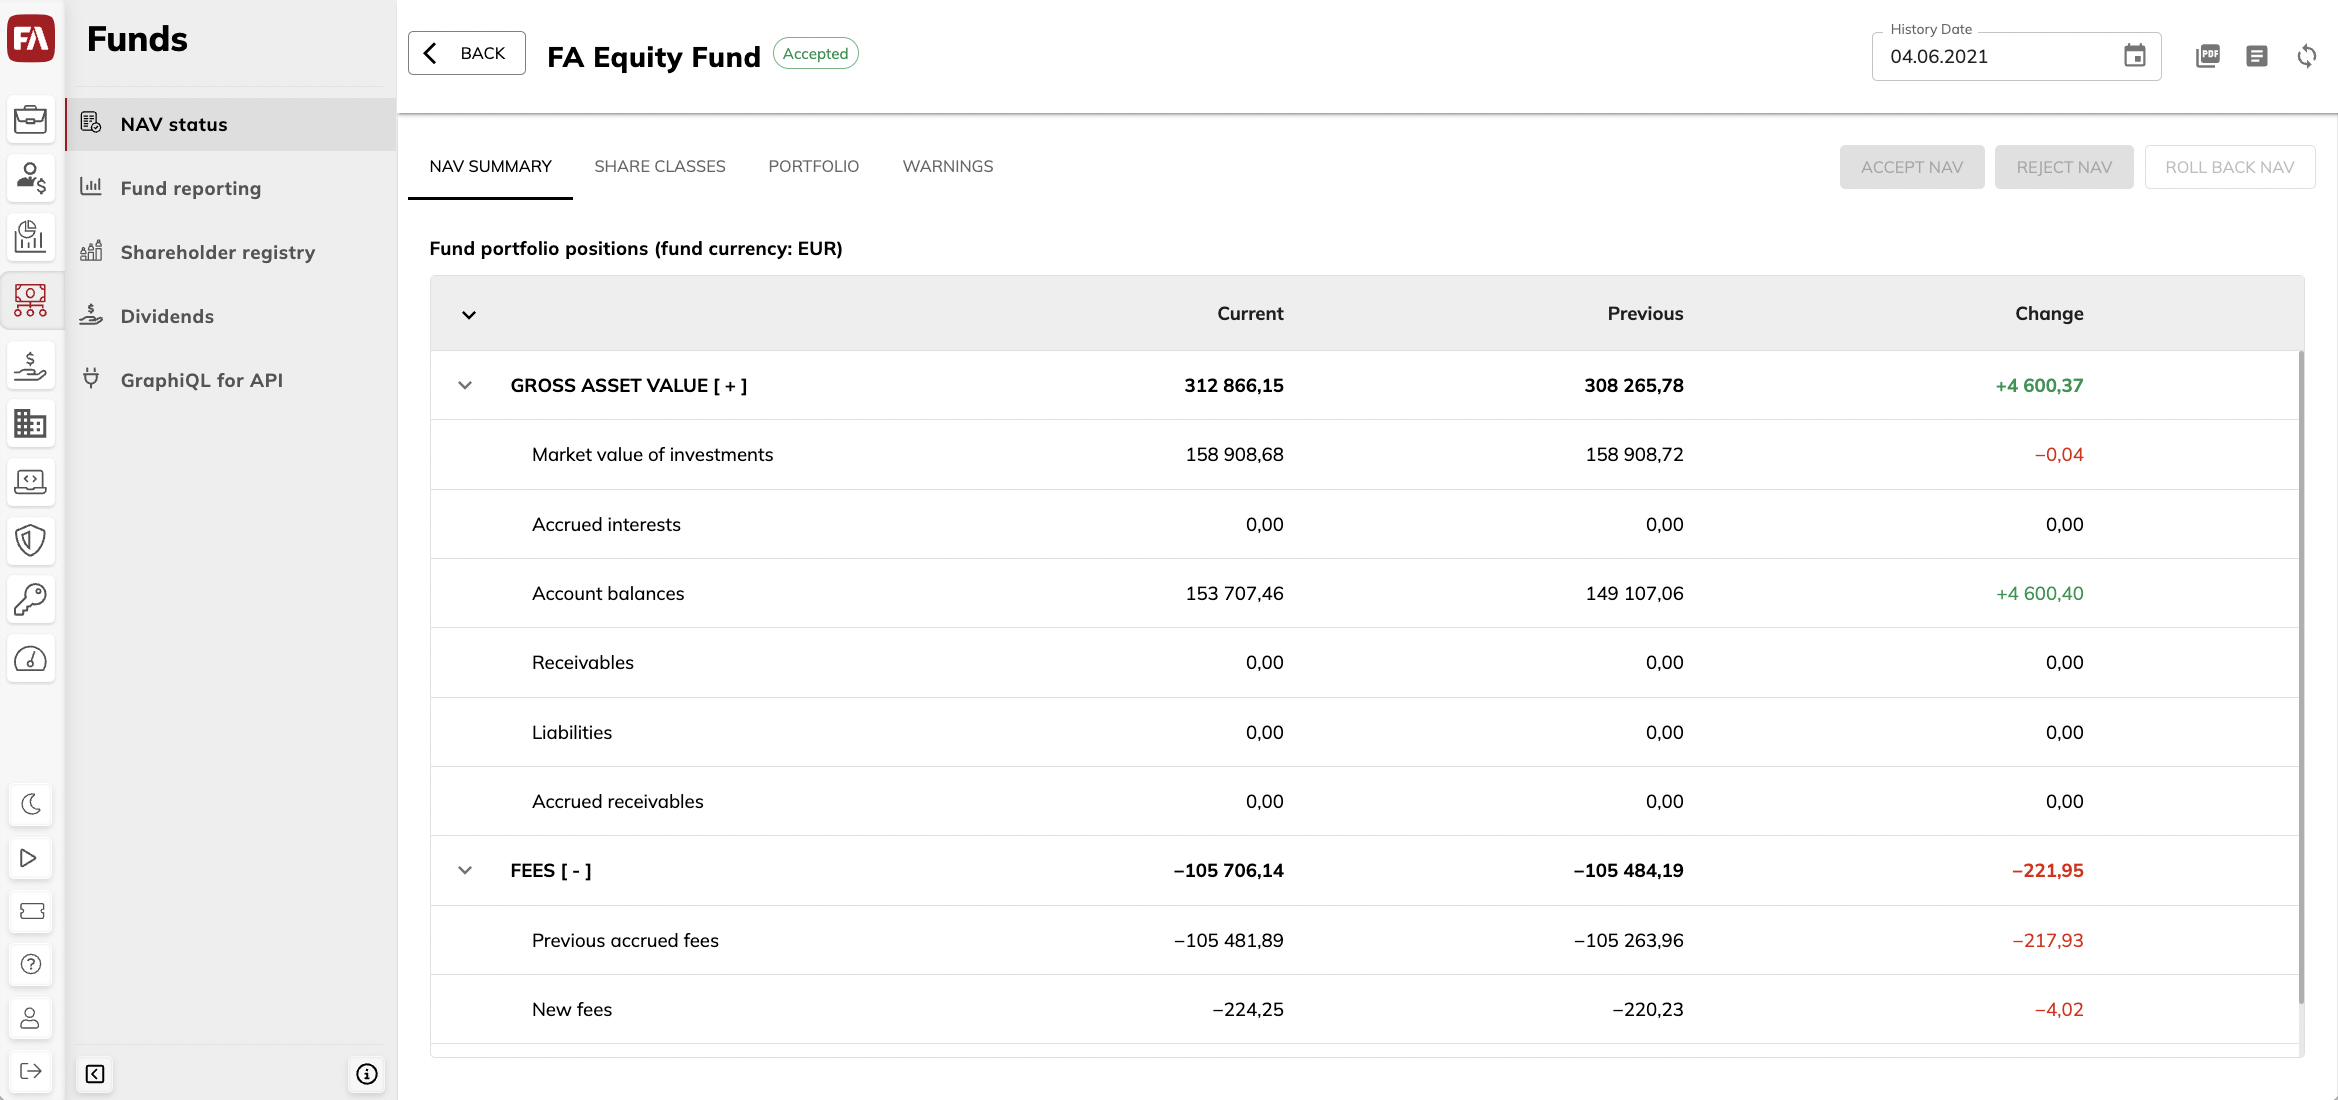 FA
Funds
NAV status
Fund reporting
Shareholder registry
Dividends
GraphiQL for API
BACK
FA Equity Fund
Accepted
History Date
04.06.2021
PDF
NAV SUMMARY
SHARE CLASSES
PORTFOLIO
WARNINGS
ACCEPT NAV
REJECT NAV
ROLL BACK NAV
Fund portfolio positions (fund currency: EUR)
Current Previous Change
GROSS ASSET VALUE [ + ] 312 866,15 308 265,78 +4 600,37
Market value of investments 158 908,68 158 908,72 −0,04
Accrued interests 0,00 0,00 0,00
Account balances 153 707,46 149 107,06 +4 600,40
Receivables 0,00 0,00 0,00
Liabilities 0,00 0,00 0,00
Accrued receivables 0,00 0,00 0,00
FEES [ - ] −105 706,14 −105 484,19 −221,95
Previous accrued fees −105 481,89 −105 263,96 −217,93
New fees −224,25 −220,23 −4,02